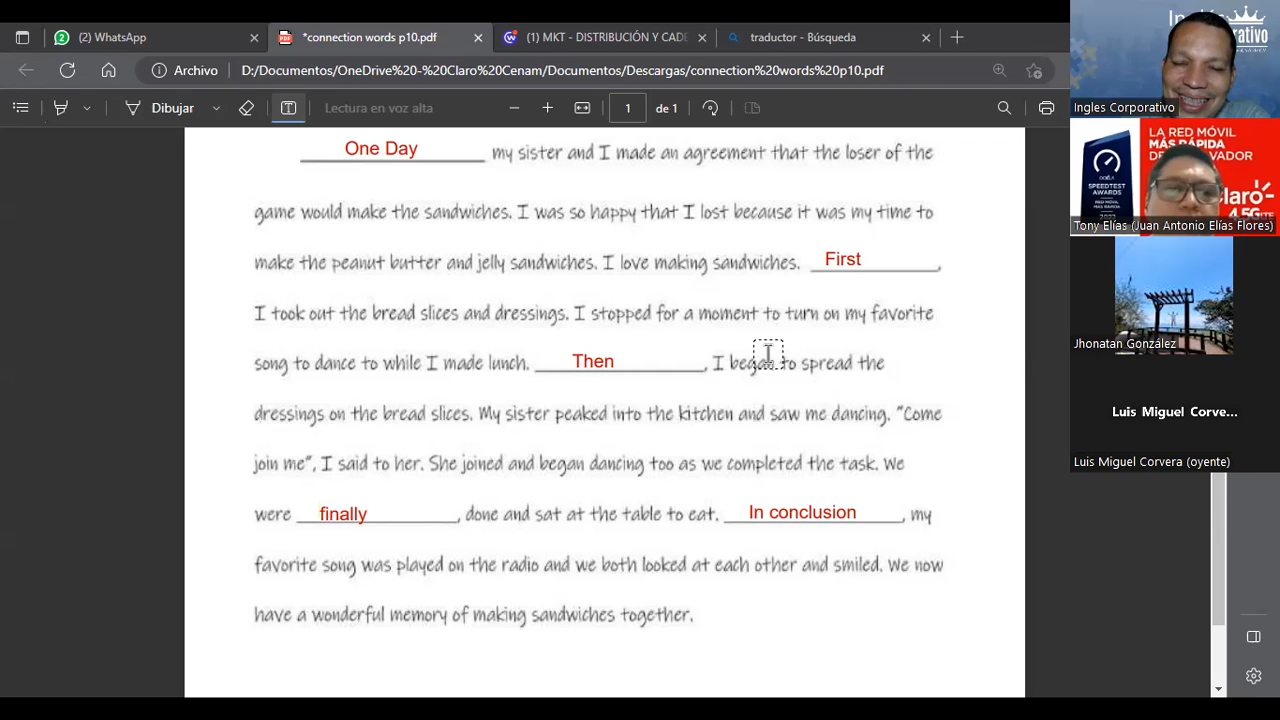 (2) WhatsApp
*connection words p10.pdf
(1) MKT - DISTRIBUCIÓN Y CADE
traductor - Búsqueda
Archivo
D:/Documentos/OneDrive%20-%20Claro%20Cenam/Documentos/Descargas/connection%20words%20p10.pdf
Dibujar
Lectura en voz alta
1 de 1
One Day my sister and I made an agreement that the loser of the
game would make the sandwiches. I was so happy that I lost because it was my time to
make the peanut butter and jelly sandwiches. I love making sandwiches. First,
I took out the bread slices and dressings. I stopped for a moment to turn on my favorite
song to dance to while I made lunch. Then, I began to spread the
dressings on the bread slices. My sister peaked into the kitchen and saw me dancing. "Come
join me", I said to her. She joined and began dancing too as we completed the task. We
were finally, done and sat at the table to eat. In conclusion, my
favorite song was played on the radio and we both looked at each other and smiled. We now
have a wonderful memory of making sandwiches together.
Ingles Corporativo
LA RED MÓVIL
MÁS RÁPIDA
SPEEDTEST
AWARDS
Claro
4.5G LTE
Tony Elías (Juan Antonio Elías Flores)
Jhonatan González
Luis Miguel Corve...
Luis Miguel Corvera (oyente)